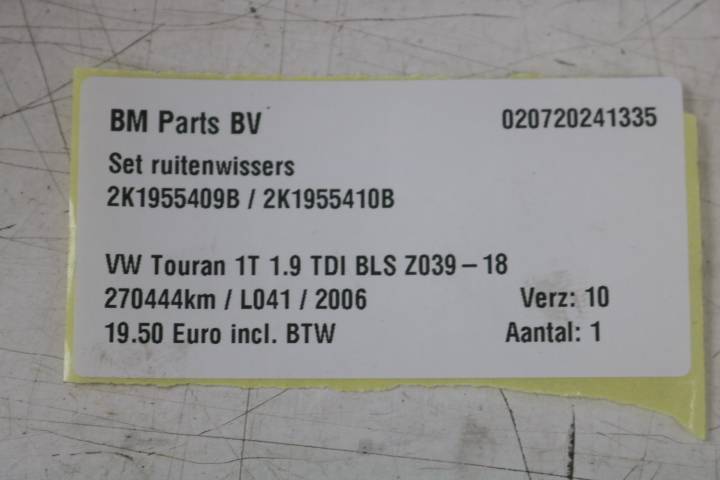 BM Parts BV 020720241335
Set ruitenwissers
2K1955409B / 2K1955410B
VW Touran 1T 1.9 TDI BLS Z039 – 18
270444km / L041 / 2006 Verz: 10
19.50 Euro incl. BTW Aantal: 1